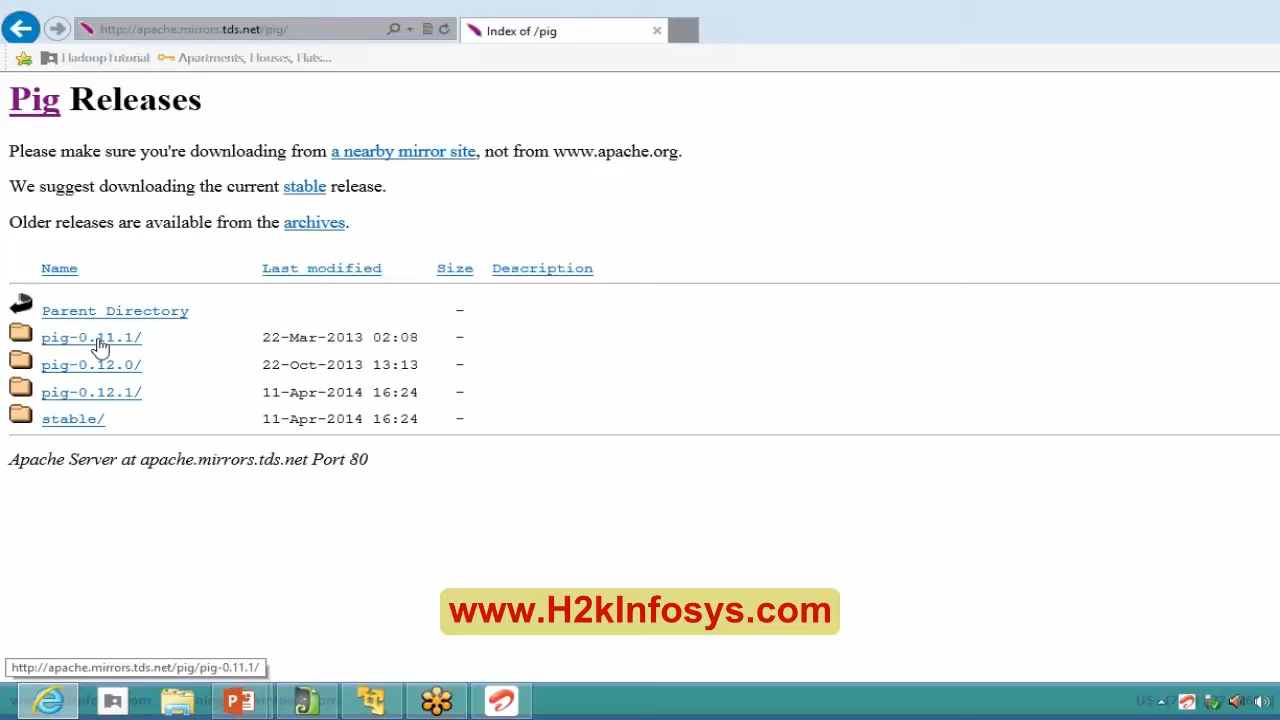 http://apache.mirrors.tds.net/pig/
Index of /pig
HadoopTutorial
Apartments, Houses, Flats...
Pig Releases
Please make sure you're downloading from a nearby mirror site, not from www.apache.org.
We suggest downloading the current stable release.
Older releases are available from the archives.
Name Last modified Size Description
Parent Directory -
pig-0.11.1/ 22-Mar-2013 02:08 -
pig-0.12.0/ 22-Oct-2013 13:13 -
pig-0.12.1/ 11-Apr-2014 16:24 -
stable/ 11-Apr-2014 16:24 -
Apache Server at apache.mirrors.tds.net Port 80
www.H2kInfosys.com
http://apache.mirrors.tds.net/pig/pig-0.11.1/
US